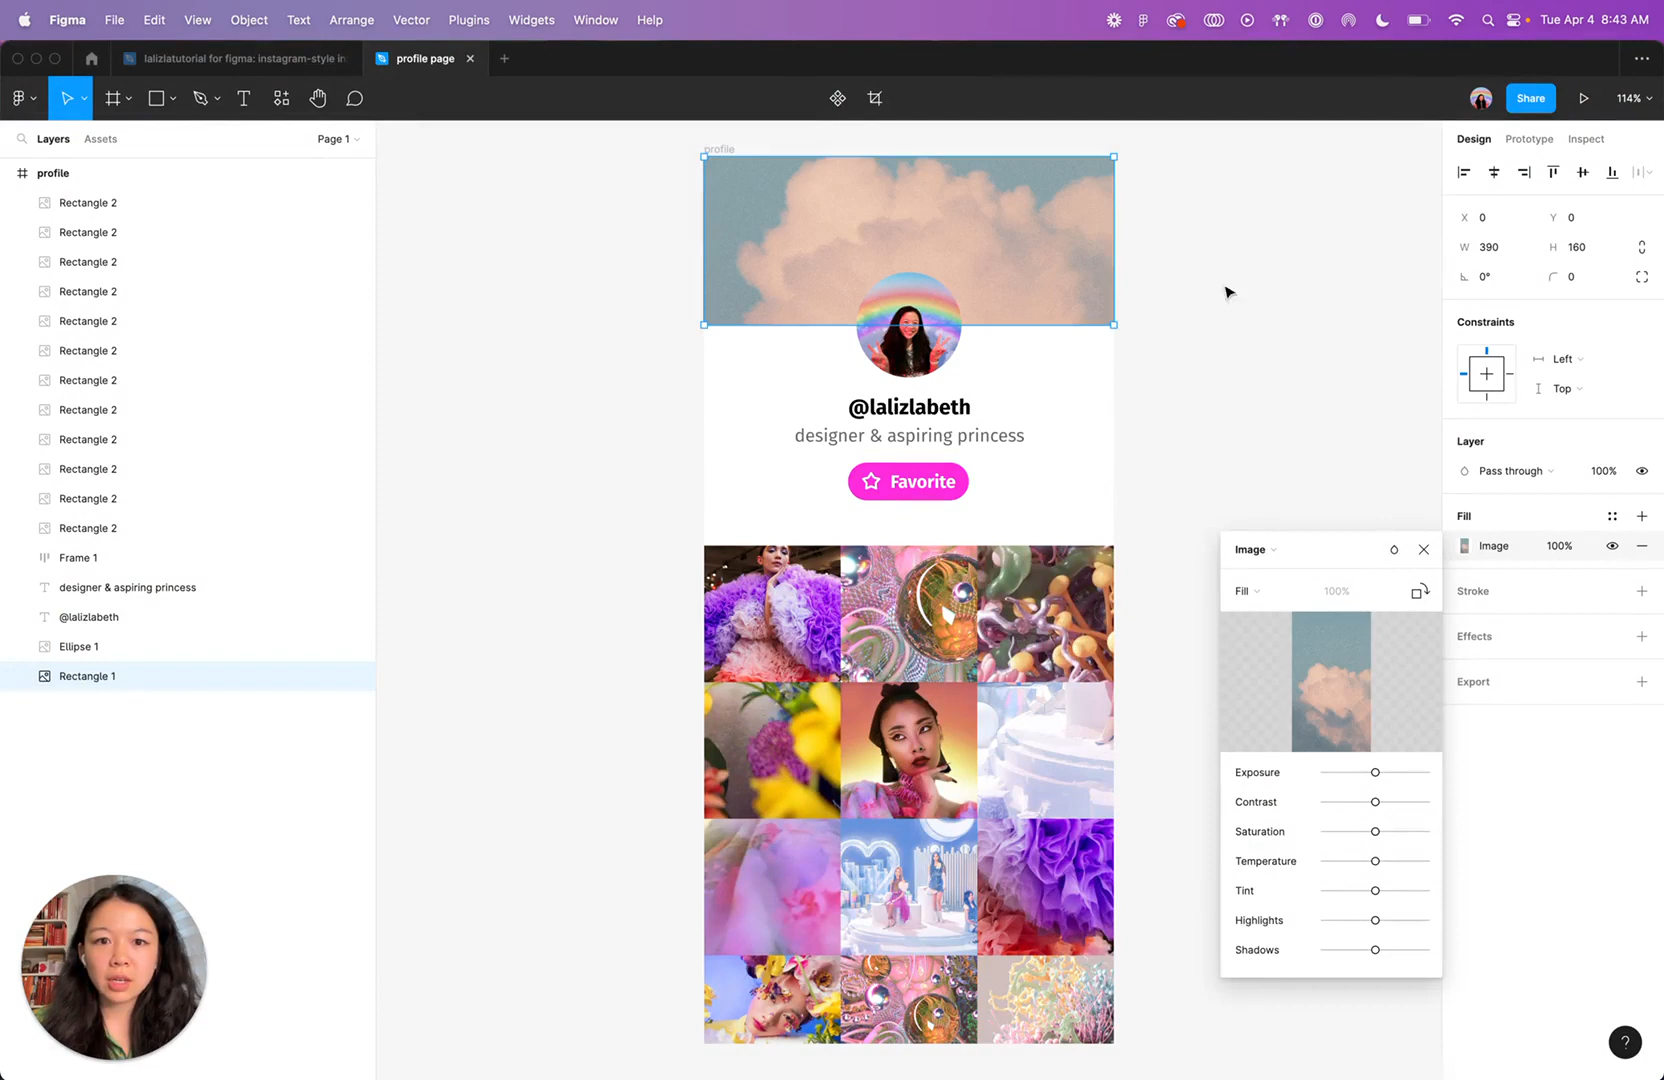 Figma File Edit View Object Text Arrange Vector Plugins Widgets Window Help Tue Apr 4 8:43 AM
lalizlatutorial for figma: instagram-style in profile page
Share 114%
Layers Assets Page 1
profile
Rectangle 2
Rectangle 2
Rectangle 2
Rectangle 2
Rectangle 2
Rectangle 2
Rectangle 2
Rectangle 2
Rectangle 2
Rectangle 2
Rectangle 2
Rectangle 2
Frame 1
designer & aspiring princess
@lalizlabeth
Ellipse 1
Rectangle 1
profile
@lalizlabeth
designer & aspiring princess
Favorite
Image
Fill 100%
Exposure
Contrast
Saturation
Temperature
Tint
Highlights
Shadows
Design Prototype Inspect
X 0 Y 0
W 390 H 160
0° 0
Constraints
Left
Top
Layer
Pass through 100%
Fill
Image 100%
Stroke
Effects
Export
?